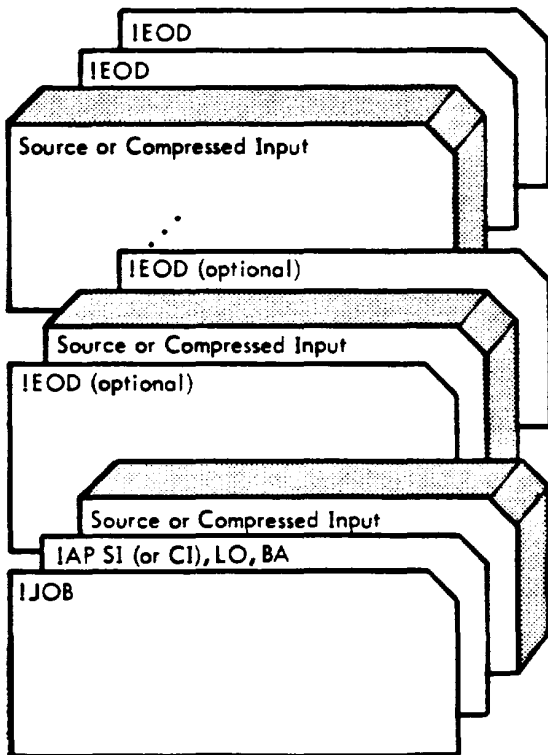 !EOD
!EOD
Source or Compressed Input
. . .
!EOD (optional)
Source or Compressed Input
!EOD (optional)
Source or Compressed Input
!AP SI (or CI), LO, BA
!JOB